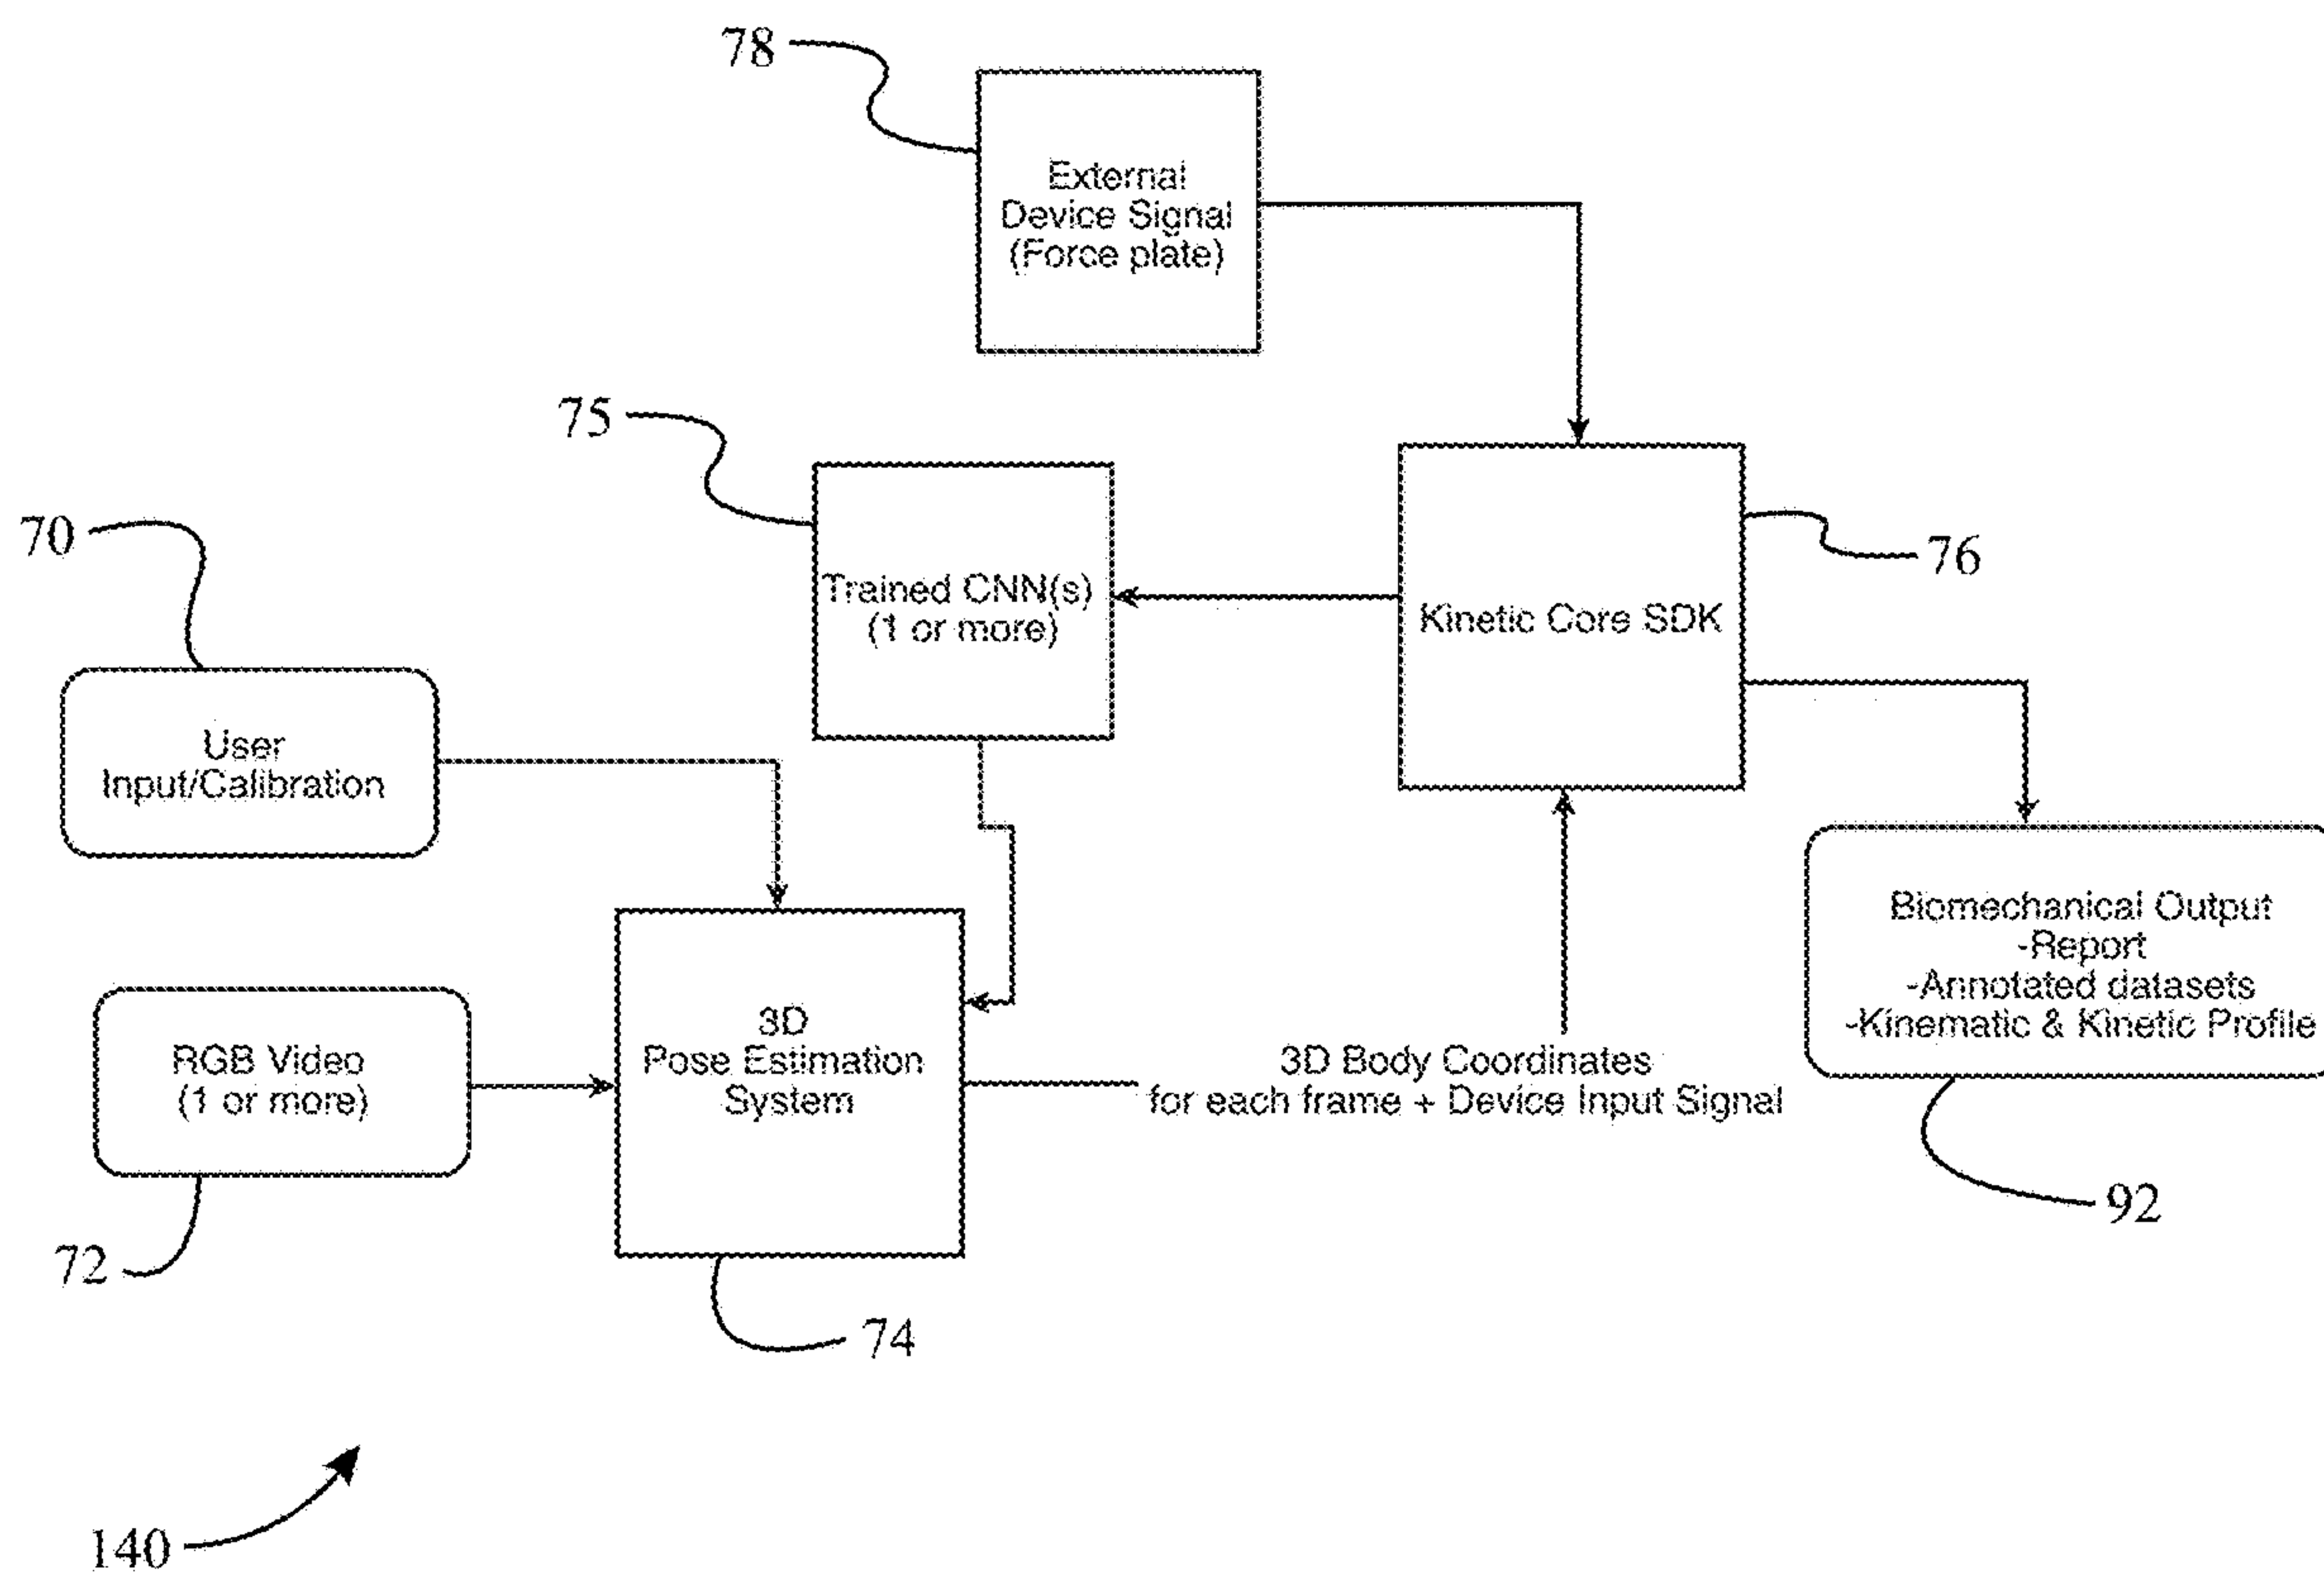 78
External
Device Signal
(Force plate)
75
Trained CNN(s)
(1 or more)
76
Kinetic Core SDK
70
User
Input/Calibration
RGB Video
(1 or more)
72
3D
Pose Estimation
System
74
3D Body Coordinates
for each frame + Device Input Signal
Biomechanical Output
-Report
-Annotated datasets
-Kinematic & Kinetic Profile
92
140